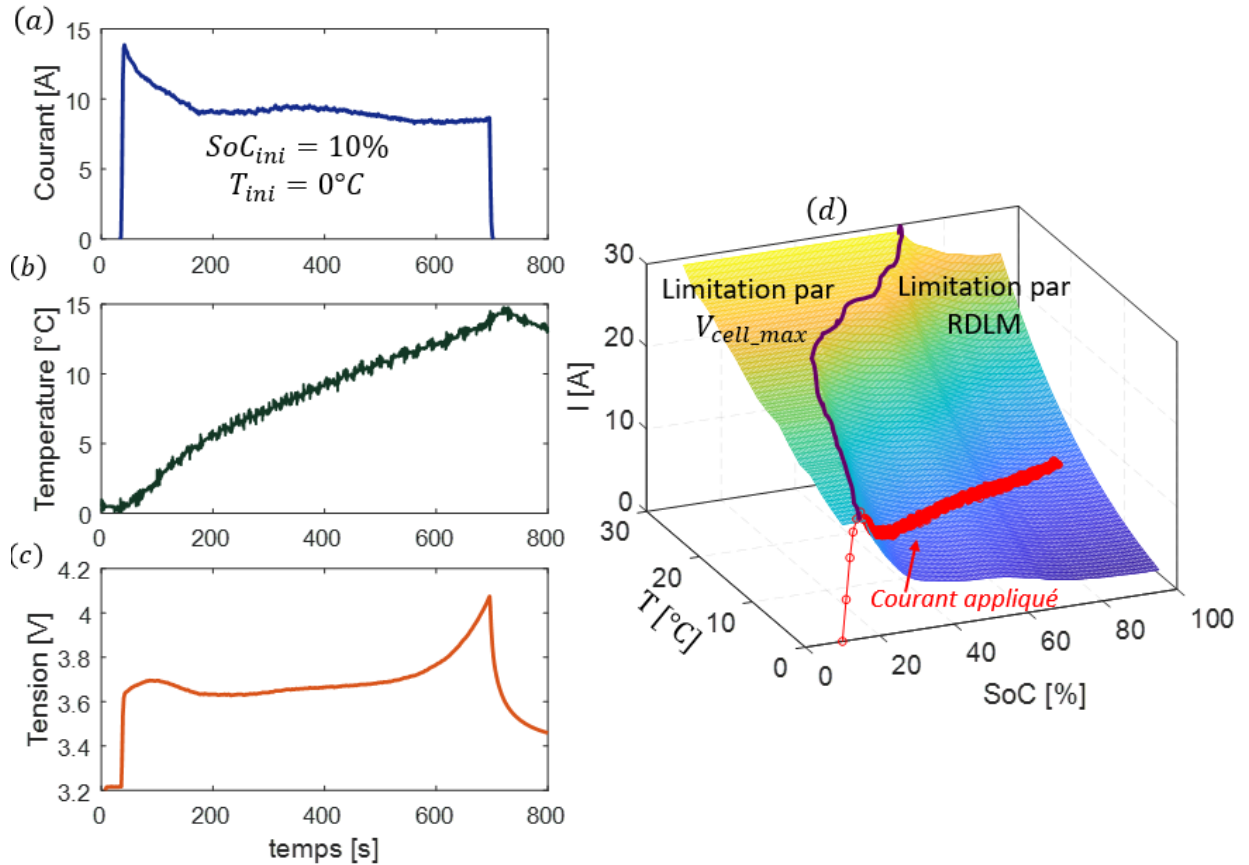 (a)
15
10
5
0
Courant [A]
SoC_ini = 10%
T_ini = 0°C
0 200 400 600 800
(b)
15
10
5
0
Temperature [°C]
0 200 400 600 800
(c)
4.2
4
3.8
3.6
3.4
3.2
Tension [V]
0 200 400 600 800
temps [s]
(d)
30
20
10
0
I [A]
Limitation par
V_cell_max
Limitation par
RDLM
Courant appliqué
30
20
10
0
T [°C]
0 20 40 60 80 100
SoC [%]